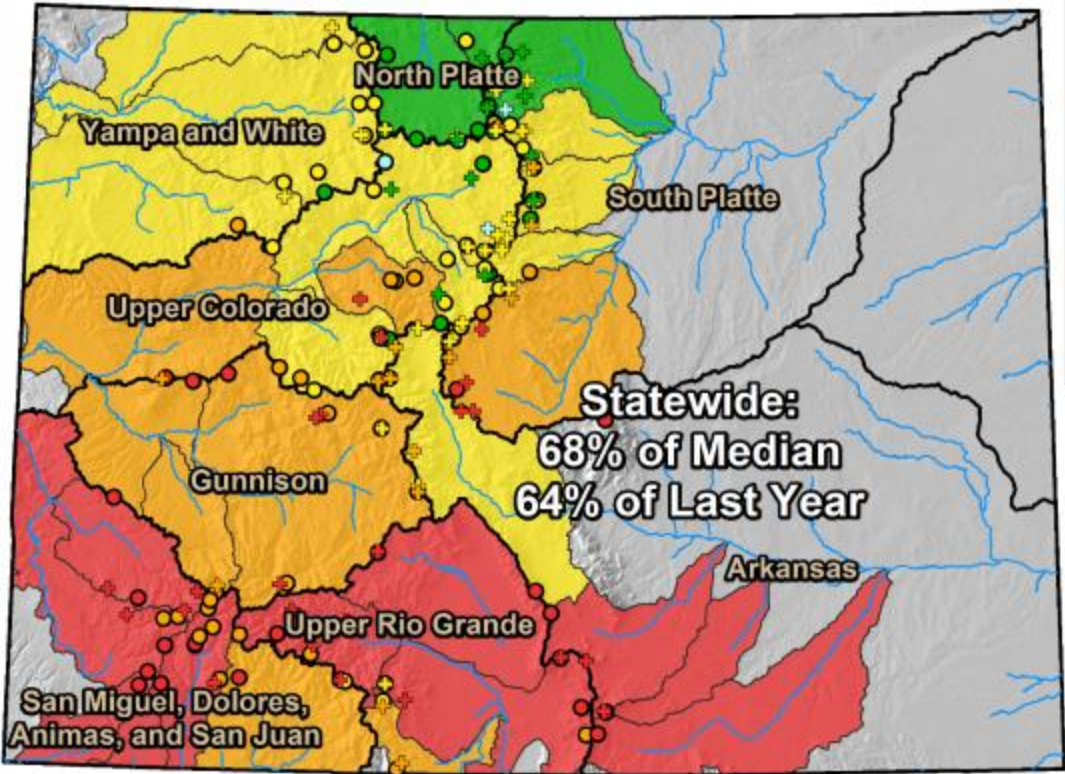 North Platte
Yampa and White
South Platte
Upper Colorado
Statewide:
68% of Median
64% of Last Year
Gunnison
Arkansas
Upper Rio Grande
San Miguel, Dolores,
Animas, and San Juan